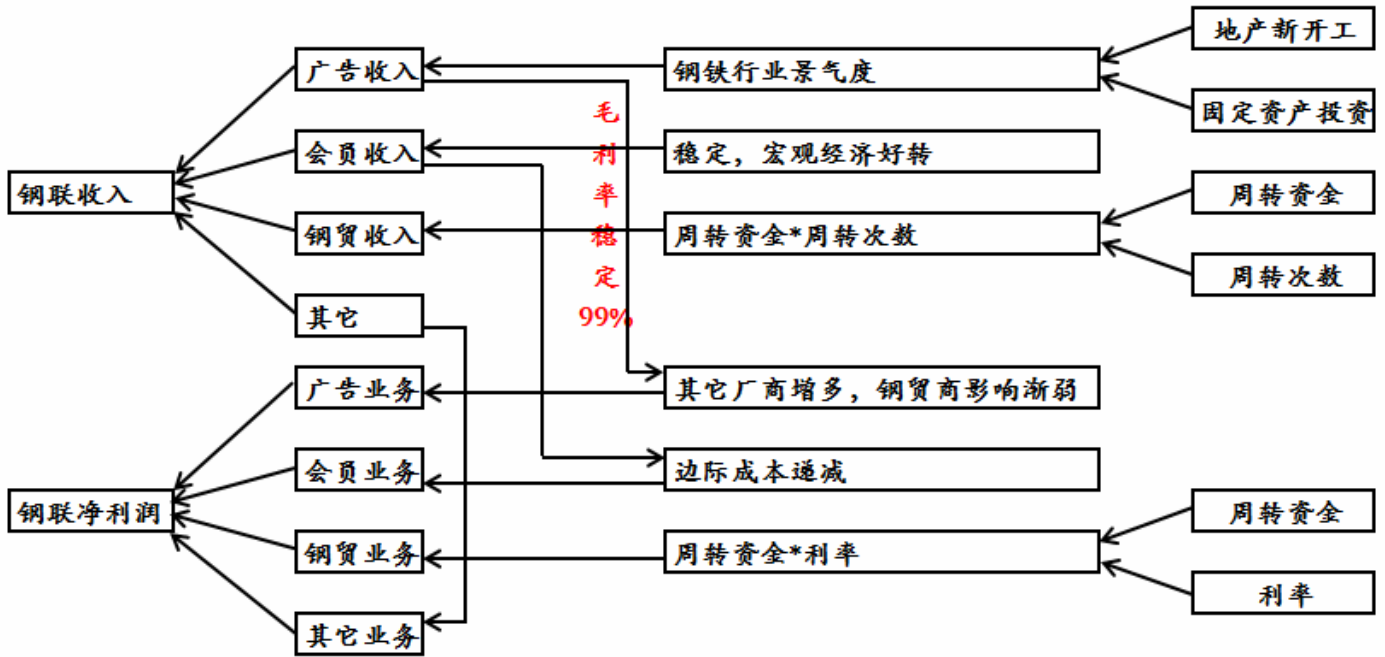 地产新开工
广告收入
钢铁行业景气度
固定资产投资
毛
利
率
稳
定
99%
会员收入
稳定，宏观经济好转
钢联收入
周转资金
钢贸收入
周转资金*周转次数
周转次数
其它
广告业务
其它厂商增多，钢贸商影响渐弱
会员业务
边际成本递减
钢联净利润
周转资金
钢贸业务
周转资金*利率
利率
其它业务